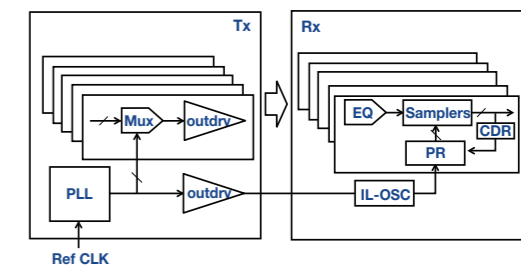 Tx
Rx
Mux
outdrv
EQ
Samplers
CDR
PR
PLL
outdrv
IL-OSC
Ref CLK